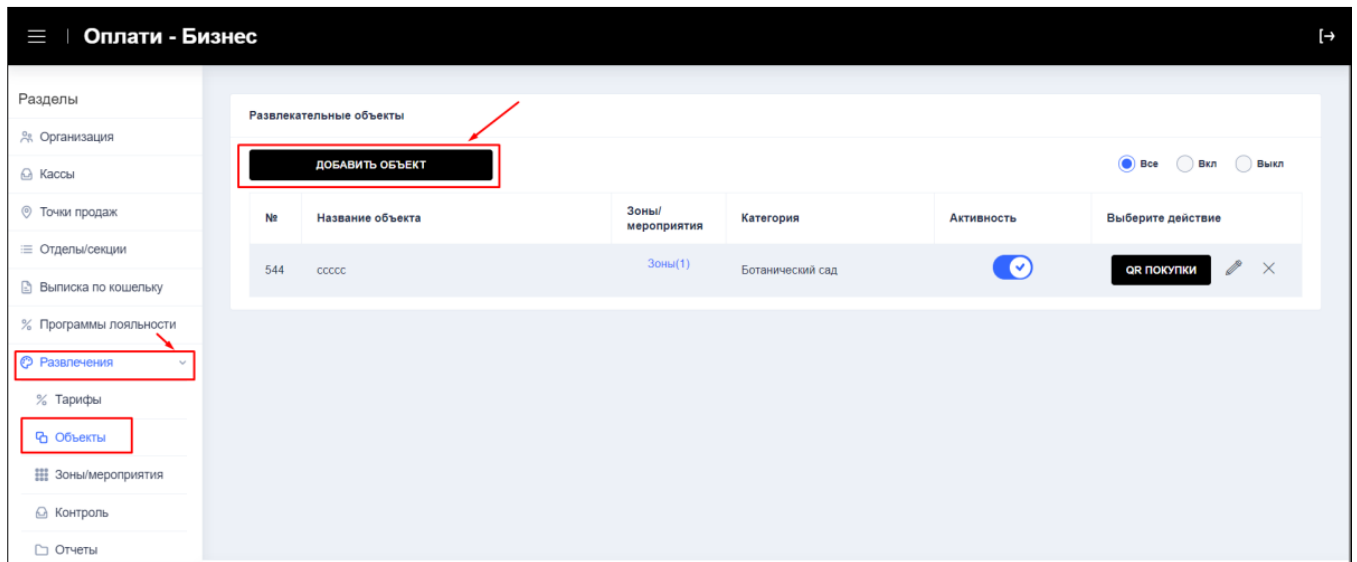 Оплати - Бизнес
Разделы
Организация
Кассы
Точки продаж
Отделы/секции
Выписка по кошельку
Программы лояльности
Развлечения
Тарифы
Объекты
Зоны/мероприятия
Контроль
Отчеты
Развлекательные объекты
ДОБАВИТЬ ОБЪЕКТ
Все Вкл Выкл
№ Название объекта Зоны/ мероприятия Категория Активность Выберите действие
544 ссссс Зоны(1) Ботанический сад QR ПОКУПКИ